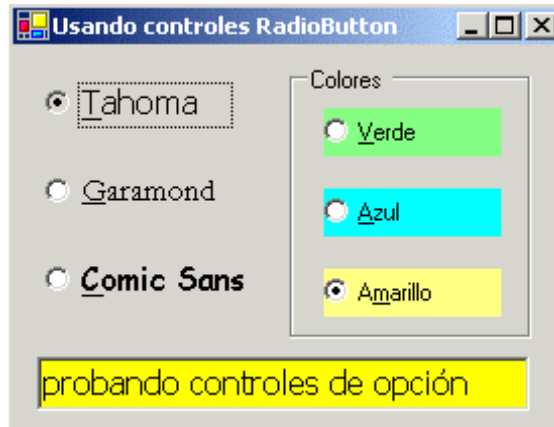 Usando controles RadioButton
Tahoma
Garamond
Comic Sans
Colores
Verde
Azul
Amarillo
probando controles de opción